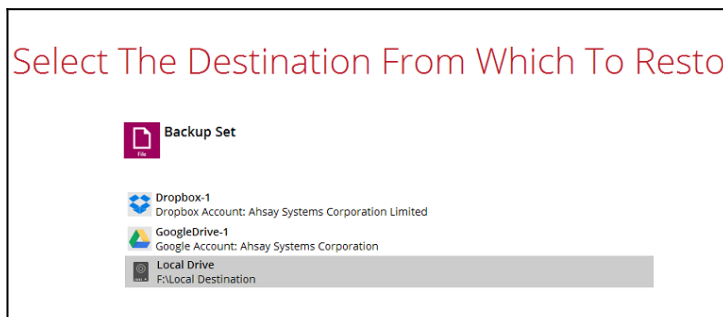 Select The Destination From Which To Resto
Backup Set
File
Dropbox-1
Dropbox Account: Ahsay Systems Corporation Limited
GoogleDrive-1
Google Account: Ahsay Systems Corporation
Local Drive
F:\Local Destination